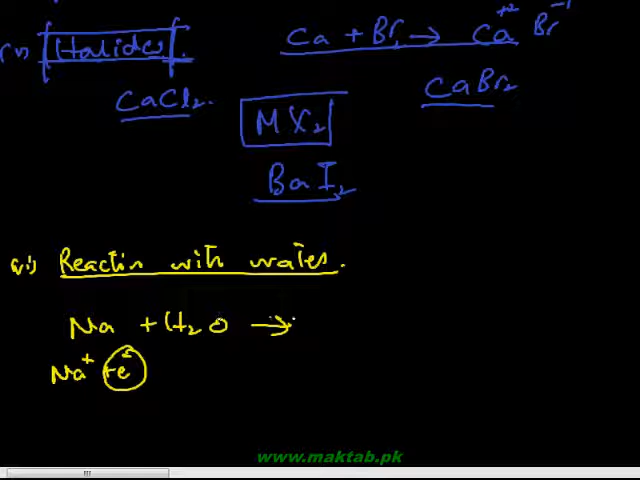 v) Halides. Ca + Br₂ → Ca⁺² Br⁻¹
CaCl₂. CaBr₂
MX₂
BaI₂
vi) Reaction with water.
Na + H₂O →
Na⁺ + e⁻
www.maktab.pk